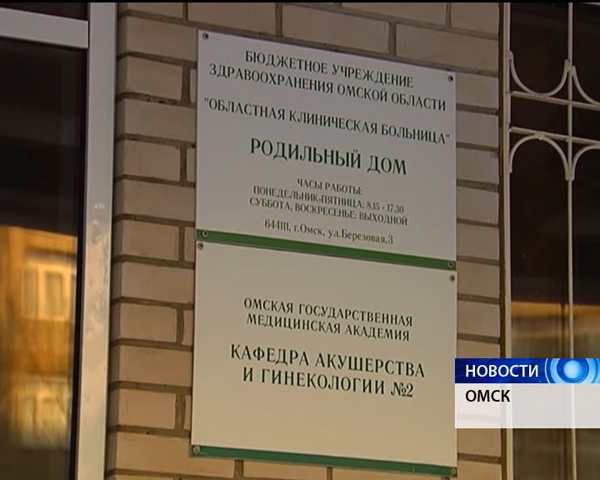 БЮДЖЕТНОЕ УЧРЕЖДЕНИЕ
ЗДРАВООХРАНЕНИЯ ОМСКОЙ ОБЛАСТИ
"ОБЛАСТНАЯ КЛИНИЧЕСКАЯ БОЛЬНИЦА"
РОДИЛЬНЫЙ ДОМ
ЧАСЫ РАБОТЫ:
ПОНЕДЕЛЬНИК-ПЯТНИЦА: 8.15 - 17.30
СУББОТА, ВОСКРЕСЕНЬЕ: ВЫХОДНОЙ
644111, г.Омск, ул.Березовая,3
ОМСКАЯ ГОСУДАРСТВЕННАЯ
МЕДИЦИНСКАЯ АКАДЕМИЯ
КАФЕДРА АКУШЕРСТВА
И ГИНЕКОЛОГИИ №2
НОВОСТИ
ОМСК